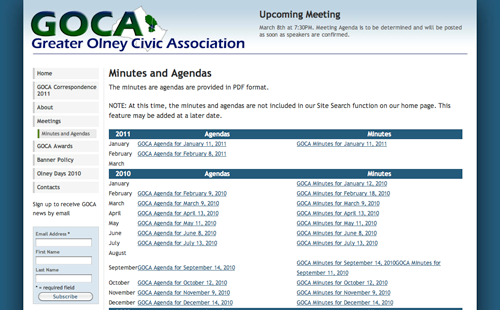 GOCA
Greater Olney Civic Association
Upcoming Meeting
March 8th at 7:30PM. Meeting Agenda is to be determined and will be posted
as soon as speakers are confirmed.
Home
GOCA Correspondence
2011
About
Meetings
Minutes and Agendas
GOCA Awards
Banner Policy
Olney Days 2010
Contacts
Sign up to receive GOCA
news by email
Email Address *
First Name
Last Name
* = required field
Subscribe
Minutes and Agendas
The minutes are agendas are provided in PDF format.
NOTE: At this time, the minutes and agendas are not included in our Site Search function on our home page. This
feature may be added at a later date.
2011 Agendas Minutes
January GOCA Agenda for January 11, 2011 GOCA Minutes for January 11, 2011
February GOCA Agenda for February 8, 2011
March
2010 Agendas Minutes
January GOCA Minutes for January 12, 2010
February GOCA Agenda for February 9, 2010 GOCA Minutes for February 18, 2010
March GOCA Agenda for March 9, 2010 GOCA Minutes for March 9, 2010
April GOCA Agenda for April 13, 2010 GOCA Minutes for April 13, 2010
May GOCA Agenda for May 11, 2010 GOCA Minutes for May 11, 2010
June GOCA Agenda for June 8, 2010 GOCA Minutes for June 8, 2010
July GOCA Agenda for July 13, 2010 GOCA Minutes for July 13, 2010
August
September GOCA Agenda for September 14, 2010 GOCA Minutes for September 14, 2010GOCA Minutes for
September 11, 2010
October GOCA Agenda for October 12, 2010 GOCA Minutes for October 12, 2010
November GOCA Agenda for November 9, 2010 GOCA Minutes for November 9, 2010
December GOCA Agenda for December 14, 2010 GOCA Minutes for December 14, 2010